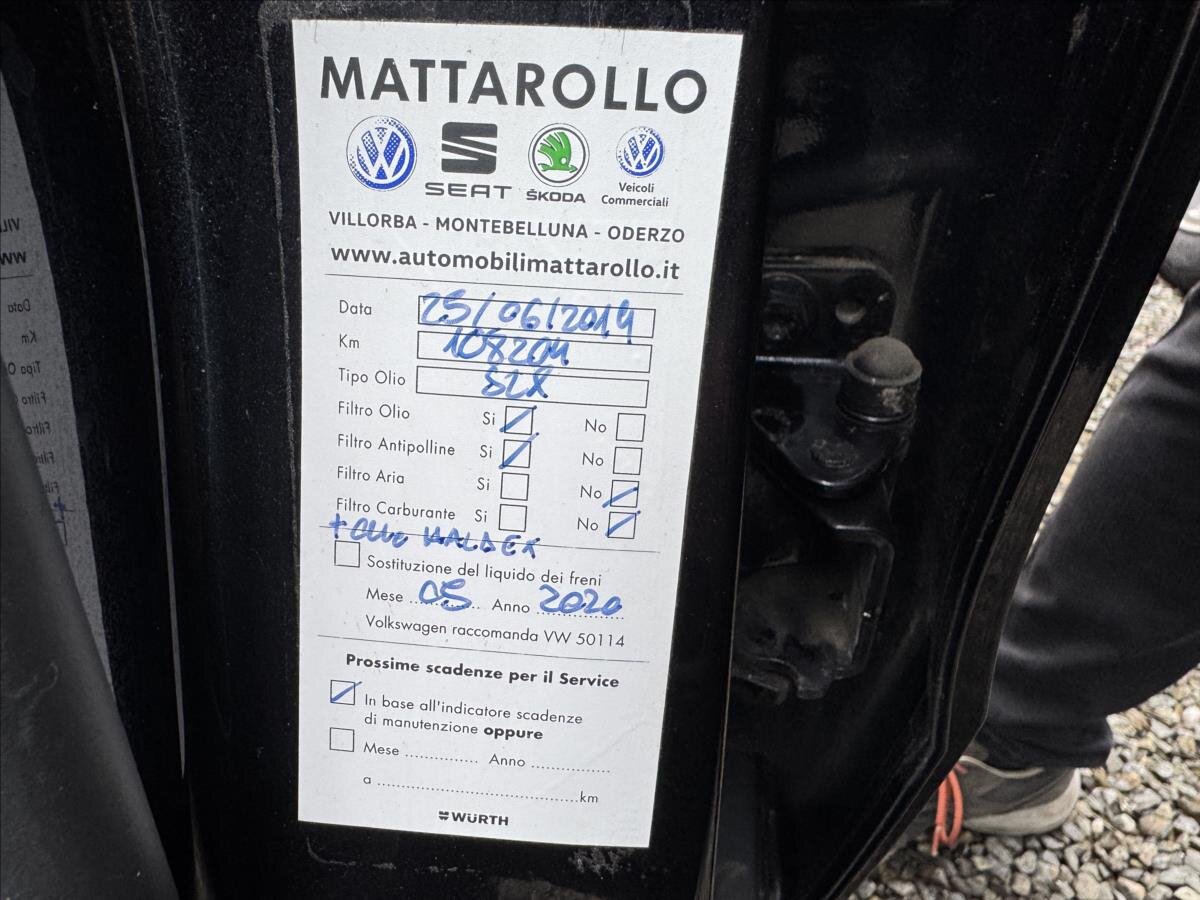 MATTAROLLO
SEAT ŠKODA Veicoli Commerciali
VILLORBA - MONTEBELLUNA - ODERZO
www.automobilimattarollo.it
Data 25/06/2019
Km 108204
Tipo Olio SLX
Filtro Olio Si No
Filtro Antipolline Si No
Filtro Aria Si No
Filtro Carburante Si No
+ OLIO HALDEX
Sostituzione del liquido dei freni
Mese 05 Anno 2020
Volkswagen raccomanda VW 50114
Prossime scadenze per il Service
In base all'indicatore scadenze
di manutenzione oppure
Mese .............. Anno ...............
a ......................................km
WÜRTH